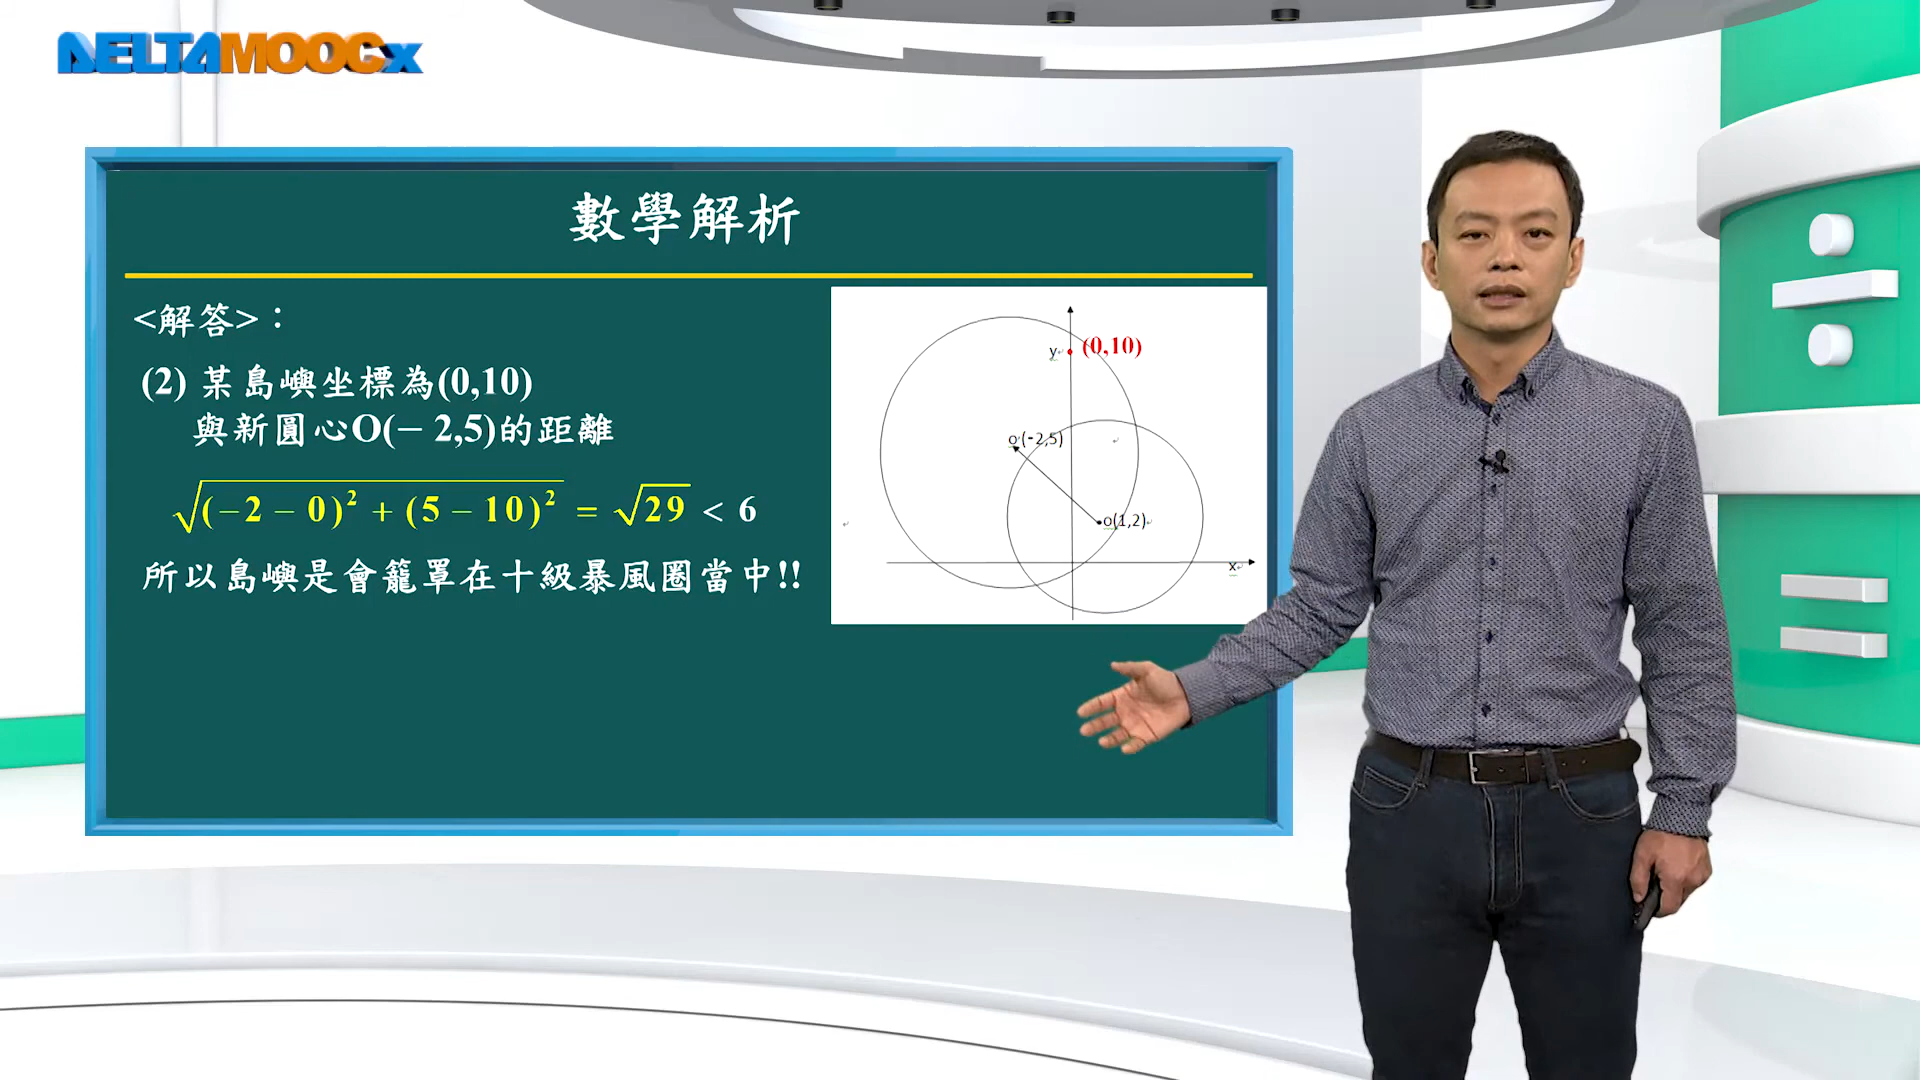 DELTAMOOCx
數學解析
<解答>：
(2) 某島嶼坐標為(0,10)
與新圓心O(− 2,5)的距離
√(−2 − 0)² + (5 − 10)² = √29 < 6
所以島嶼是會籠罩在十級暴風圈當中!!
y
(0,10)
o'(-2,5)
o(1,2)
x